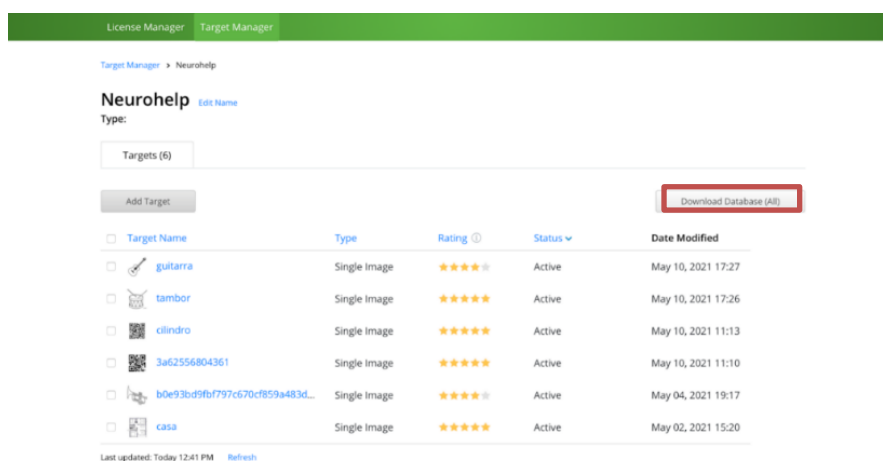 License Manager Target Manager
Target Manager > Neurohelp
Neurohelp Edit Name
Type:
Targets (6)
Add Target Download Database (All)
Target Name Type Rating Status Date Modified
guitarra Single Image Active May 10, 2021 17:27
tambor Single Image Active May 10, 2021 17:26
cilindro Single Image Active May 10, 2021 11:13
3a62556804361 Single Image Active May 10, 2021 11:10
b0e93bd9fbf797c670cf859a483d... Single Image Active May 04, 2021 19:17
casa Single Image Active May 02, 2021 15:20
Last updated: Today 12:41 PM Refresh